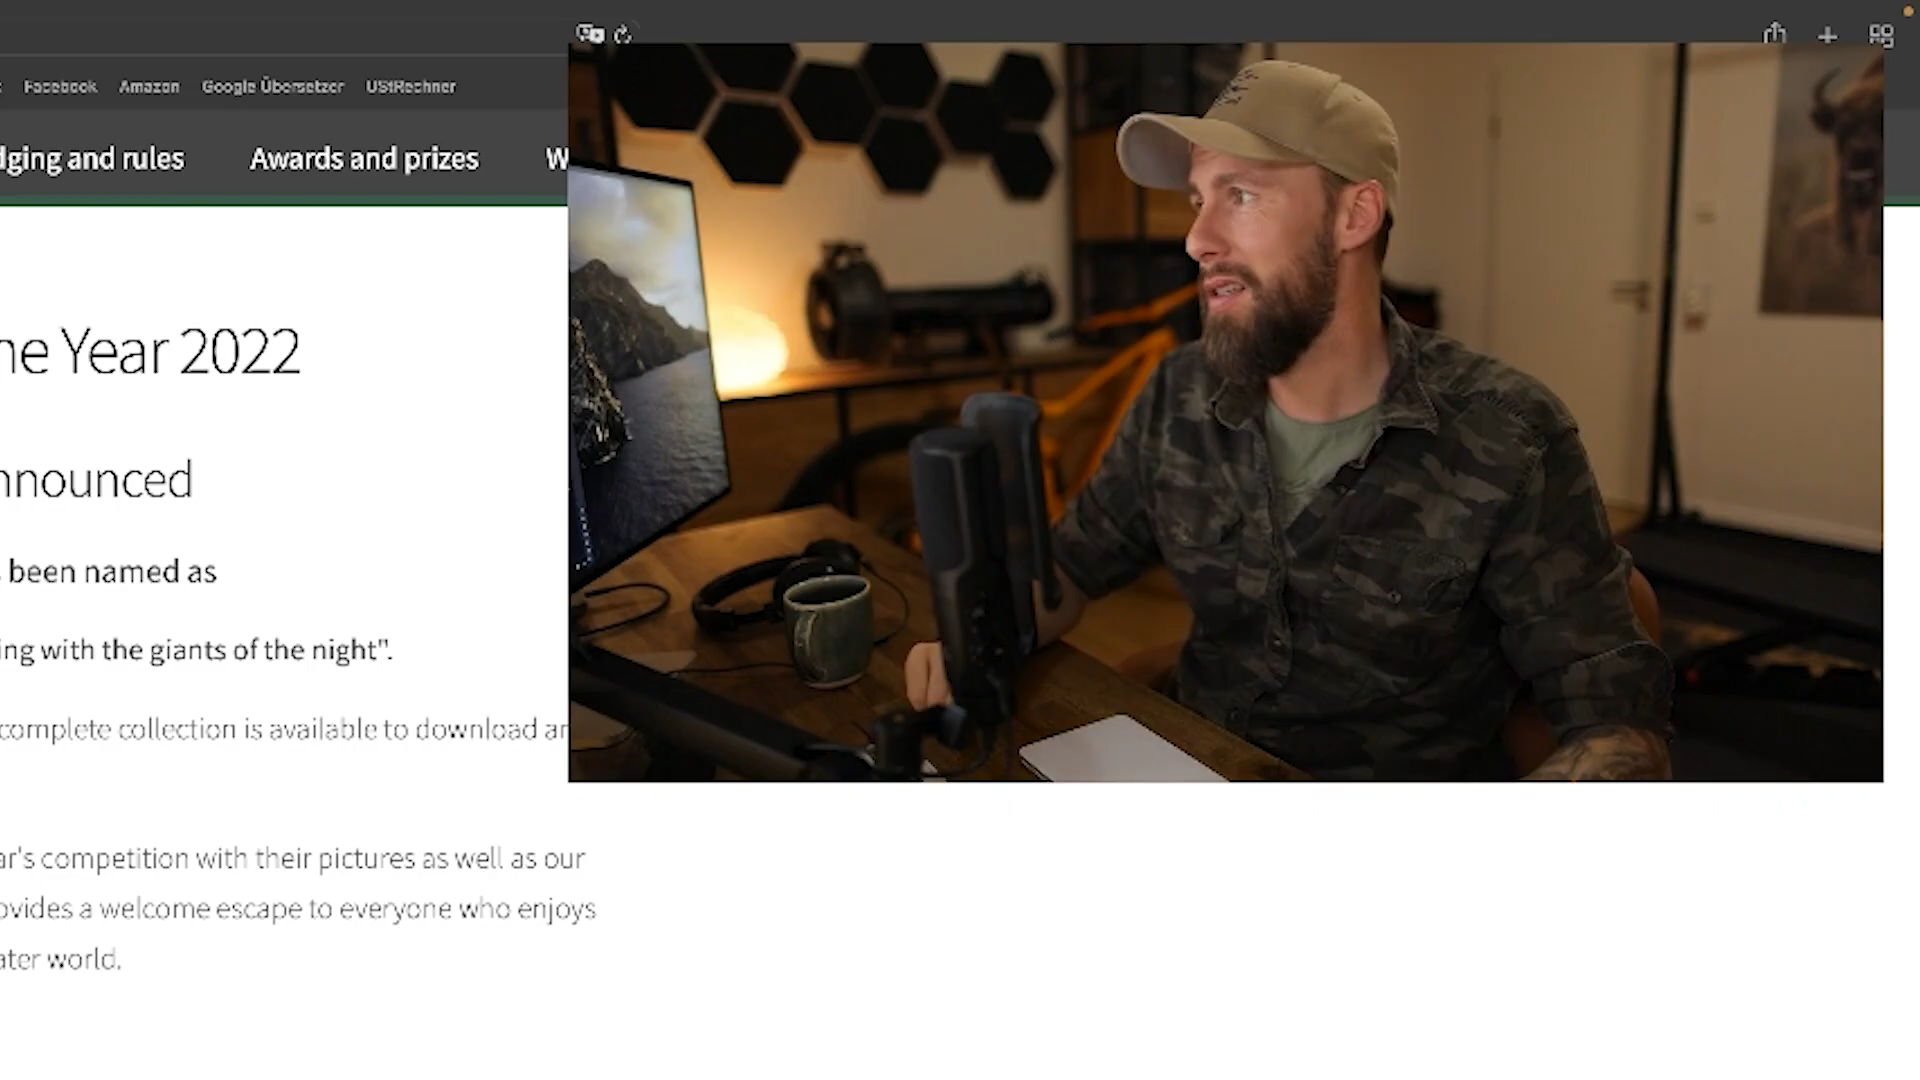 Facebook Amazon Google Übersetzer UStRechner
dging and rules Awards and prizes W
he Year 2022
nnounced
been named as
ing with the giants of the night".
complete collection is available to download an
ar's competition with their pictures as well as our
ovides a welcome escape to everyone who enjoys
ater world.